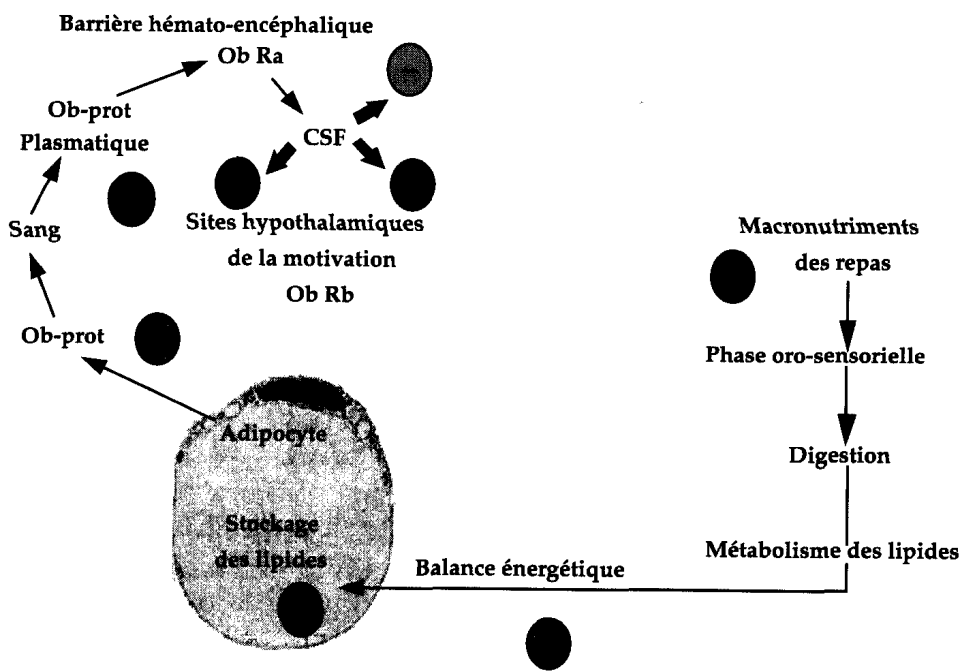 Barrière hémato-encéphalique
Ob Ra
Ob-prot
Plasmatique
CSF
Sang
Sites hypothalamiques
de la motivation
Ob Rb
Ob-prot
Macronutriments
des repas
Phase oro-sensorielle
Digestion
Métabolisme des lipides
Balance énergétique
Adipocyte
Stockage
des lipides